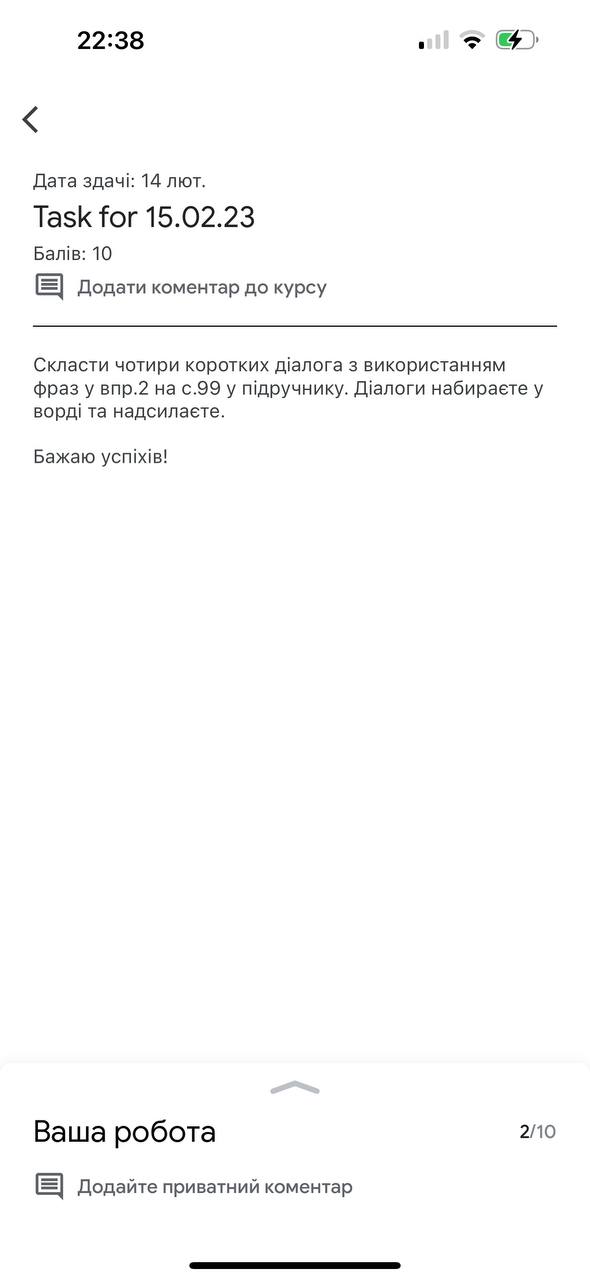 22:38
Дата здачі: 14 лют.
Task for 15.02.23
Балів: 10
Додати коментар до курсу
Скласти чотири коротких діалога з використанням
фраз у впр.2 на с.99 у підручнику. Діалоги набираєте у
ворді та надсилаєте.
Бажаю успіхів!
Ваша робота 2/10
Додайте приватний коментар